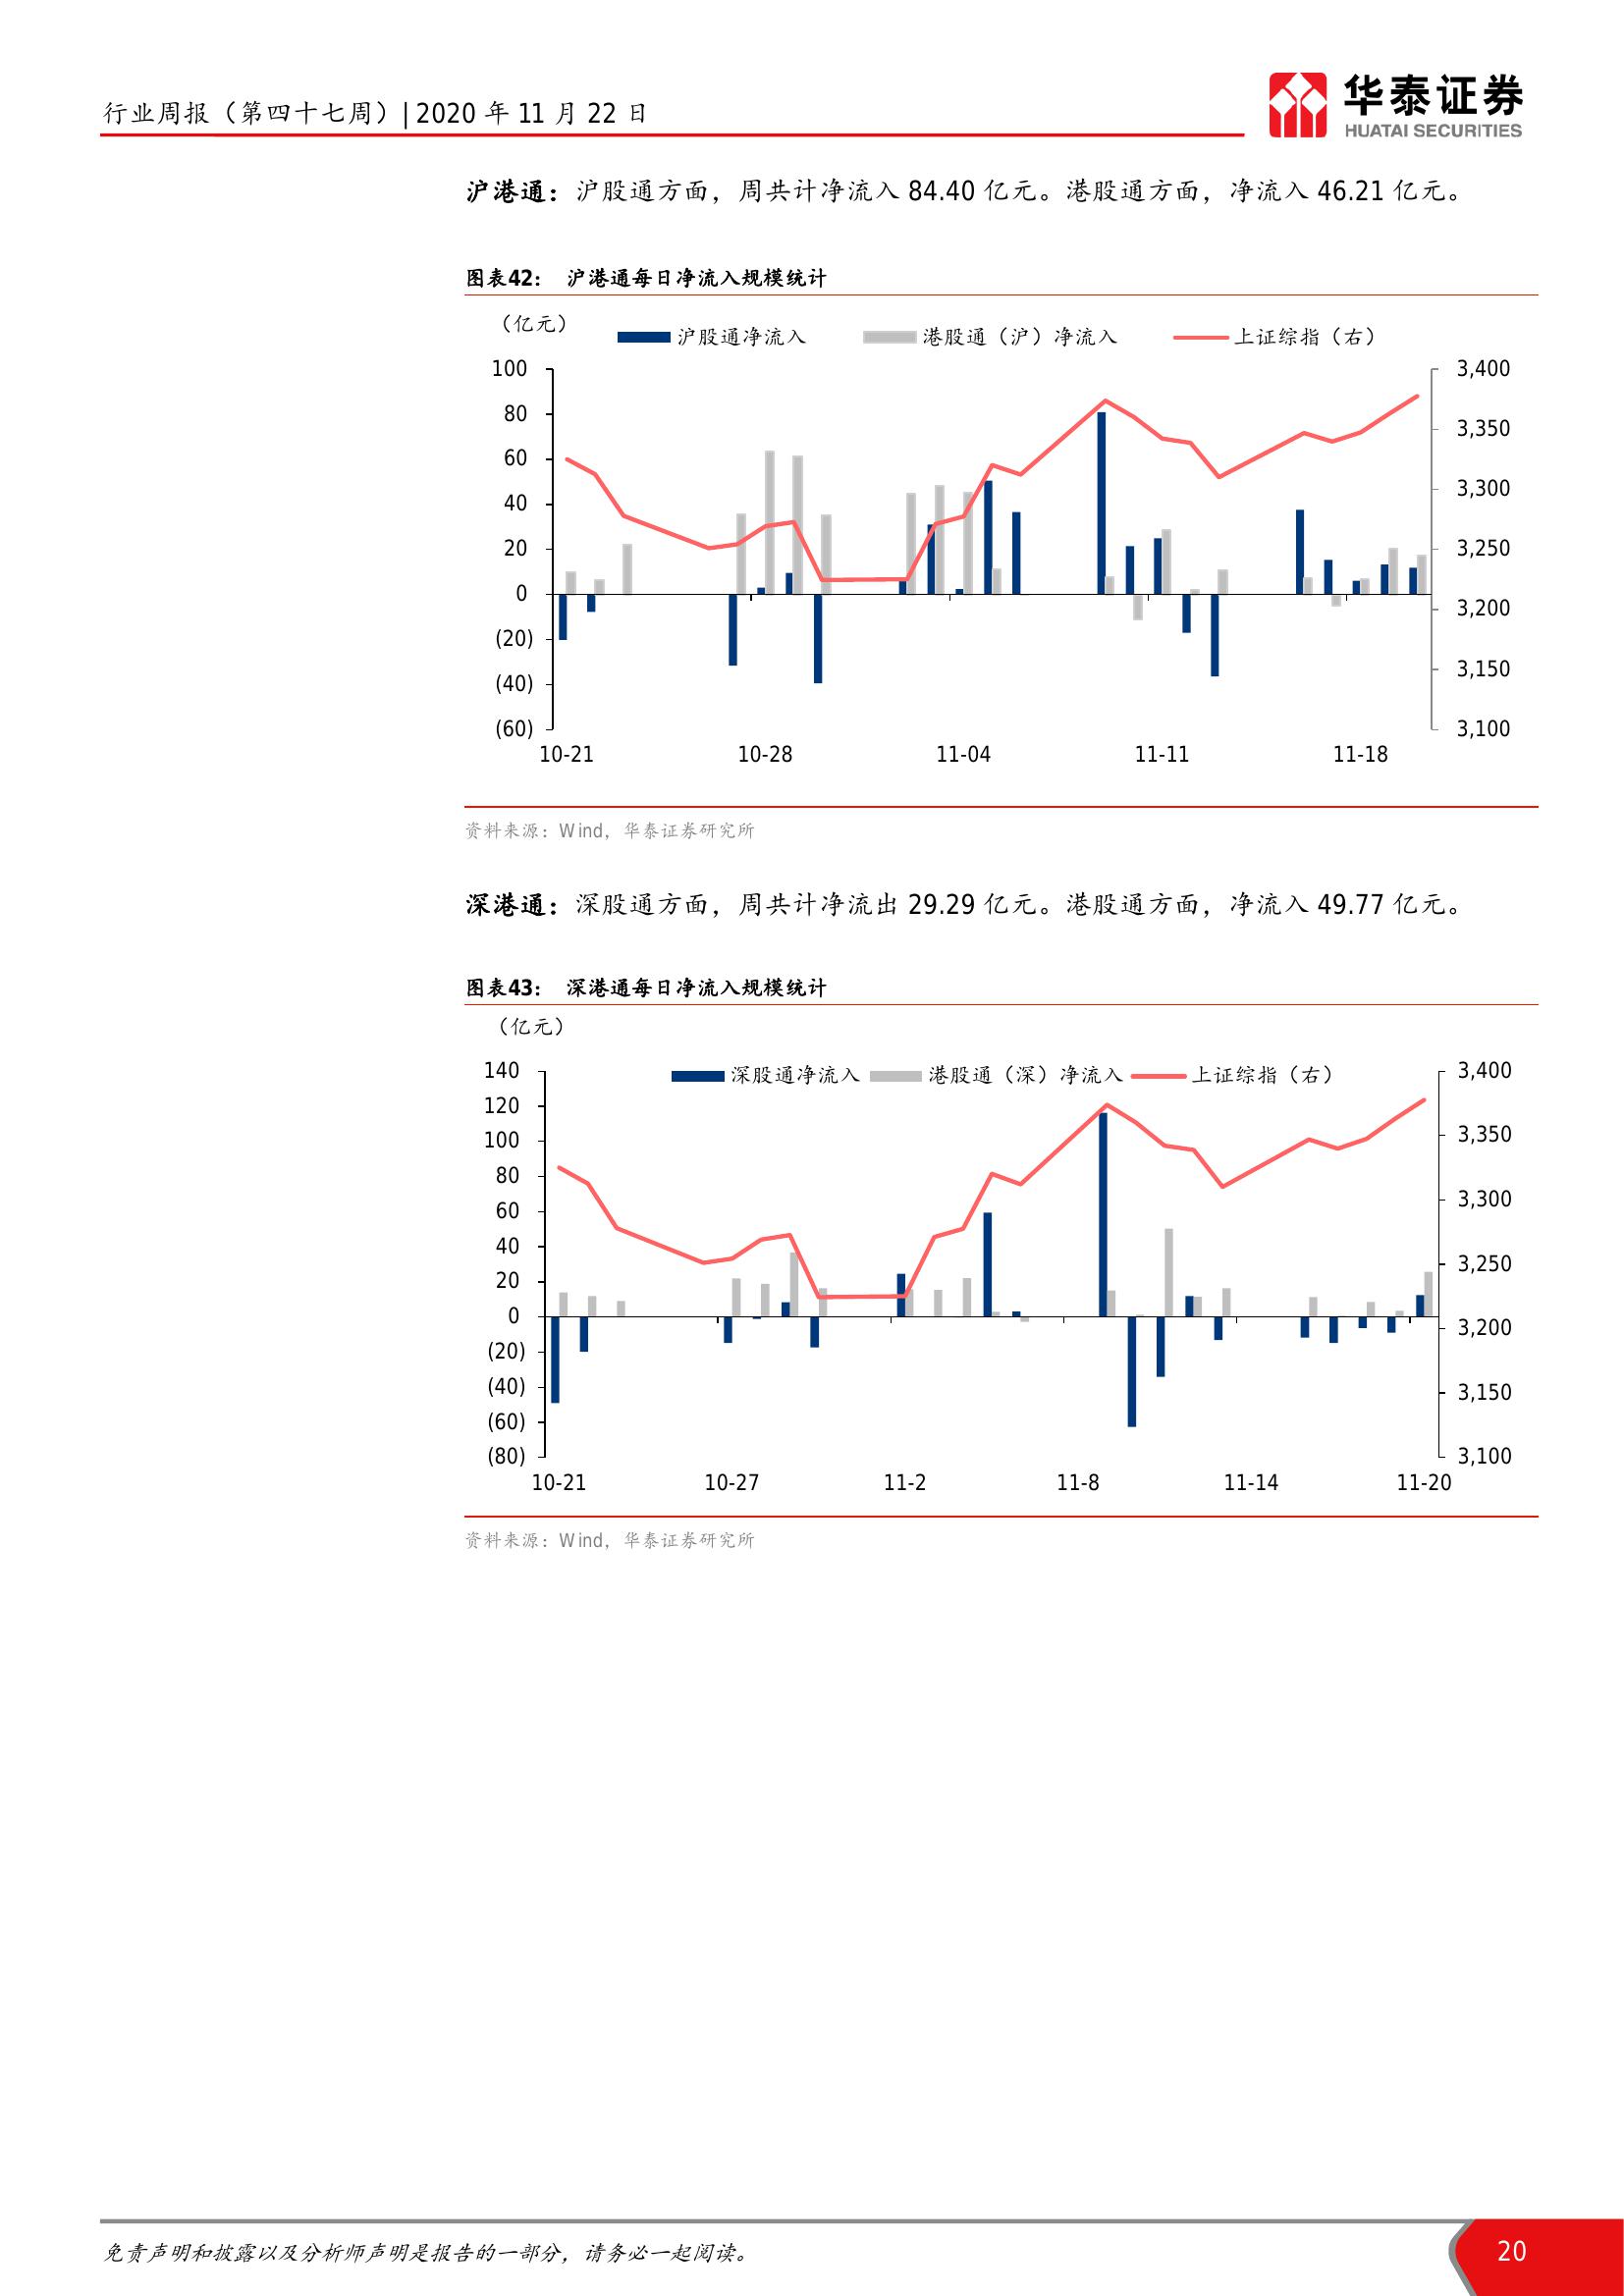 行业周报（第四十七周）| 2020 年 11 月 22 日
华泰证券
HUATAI SECURITIES
沪港通：沪股通方面，周共计净流入 84.40 亿元。港股通方面，净流入 46.21 亿元。
图表42： 沪港通每日净流入规模统计
（亿元）
沪股通净流入 港股通（沪）净流入 上证综指（右）
100 3,400
80 3,350
60 3,300
40 3,250
20 3,200
0 3,150
(20) 3,100
(40)
(60)
10-21 10-28 11-04 11-11 11-18
资料来源：Wind，华泰证券研究所
深港通：深股通方面，周共计净流出 29.29 亿元。港股通方面，净流入 49.77 亿元。
图表43： 深港通每日净流入规模统计
（亿元）
深股通净流入 港股通（深）净流入 上证综指（右）
140 3,400
120 3,350
100 3,300
80 3,250
60 3,200
40 3,150
20 3,100
0
(20)
(40)
(60)
(80)
10-21 10-27 11-2 11-8 11-14 11-20
资料来源：Wind，华泰证券研究所
免责声明和披露以及分析师声明是报告的一部分，请务必一起阅读。
20